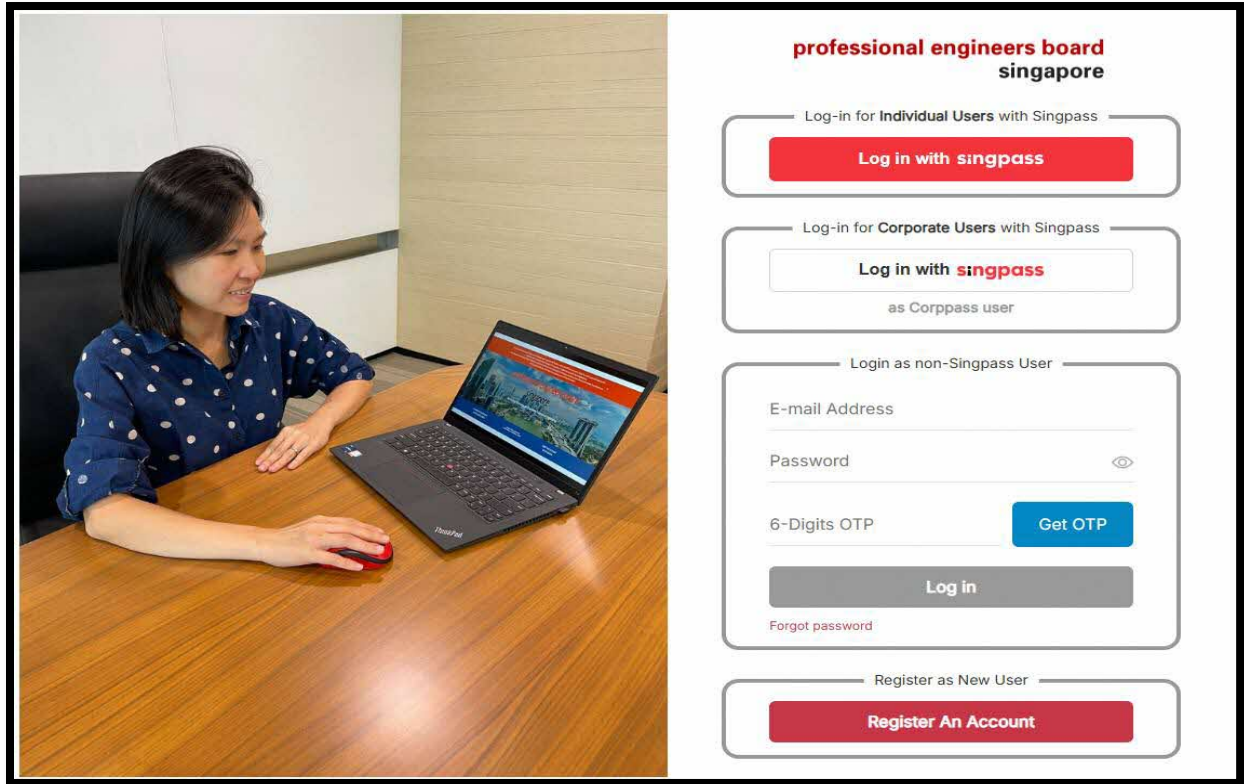 professional engineers board
singapore
Log-in for Individual Users with Singpass
Log in with singpass
Log-in for Corporate Users with Singpass
Log in with singpass
as Corppass user
Login as non-Singpass User
E-mail Address
Password
6-Digits OTP
Get OTP
Log in
Forgot password
Register as New User
Register An Account
ThinkPad